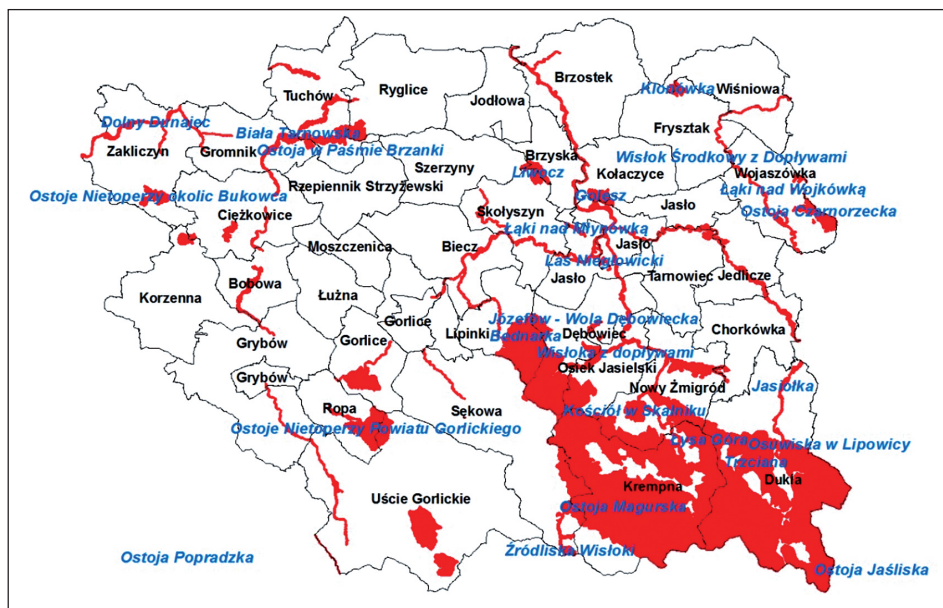 Brzostek
Klonówka
Wiśniowa
Tuchów
Ryglice
Jodłowa
Dolny Dunajec
Biała Tarnowska
Frysztak
Zakliczyn
Gromnik
Ostoja w Paśmie Brzanki
Szerzyny
Brzyska
Wisłok Środkowy z Dopływami
Liwocz
Kołaczyce
Wojaszówka
Rzepiennik Strzyżewski
Łąki nad Wojkówką
Ostoje Nietoperzy okolic Bukowca
Golesz
Jasło
Ciężkowice
Skołyszyn
Ostoja Czarnorzecka
Łąki nad Młynówką
Moszczenica
Biecz
Jasło
Las Niegłowicki
Bobowa
Jasło
Tarnowiec
Jedlicze
Korzenna
Łużna
Gorlice
Józefów - Wola Dębowiecka
Grybów
Gorlice
Lipinki
Bednarka
Dębowiec
Chorkówka
Wisłoka z dopływami
Osiek Jasielski
Grybów
Nowy Żmigród
Jasiołka
Ropa
Sękowa
Kościół w Skalniku
Ostoje Nietoperzy Powiatu Gorlickiego
Łysa Góra
Osuwiska w Lipowicy
Trzciana
Krempna
Dukla
Uście Gorlickie
Ostoja Magurska
Ostoja Popradzka
Źródliska Wisłoki
Ostoja Jaśliska